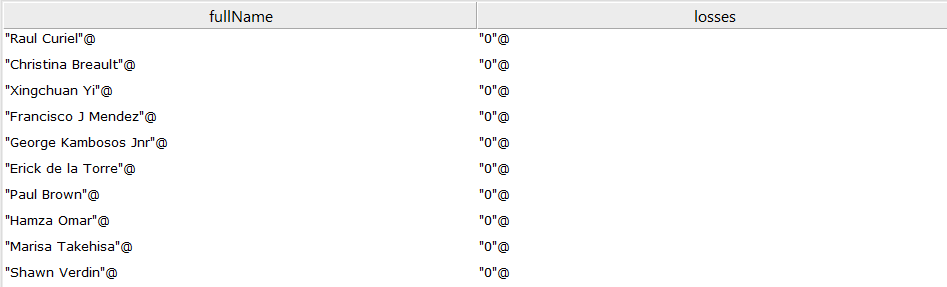 fullName losses
"Raul Curiel"@ "0"@
"Christina Breault"@ "0"@
"Xingchuan Yi"@ "0"@
"Francisco J Mendez"@ "0"@
"George Kambosos Jnr"@ "0"@
"Erick de la Torre"@ "0"@
"Paul Brown"@ "0"@
"Hamza Omar"@ "0"@
"Marisa Takehisa"@ "0"@
"Shawn Verdin"@ "0"@